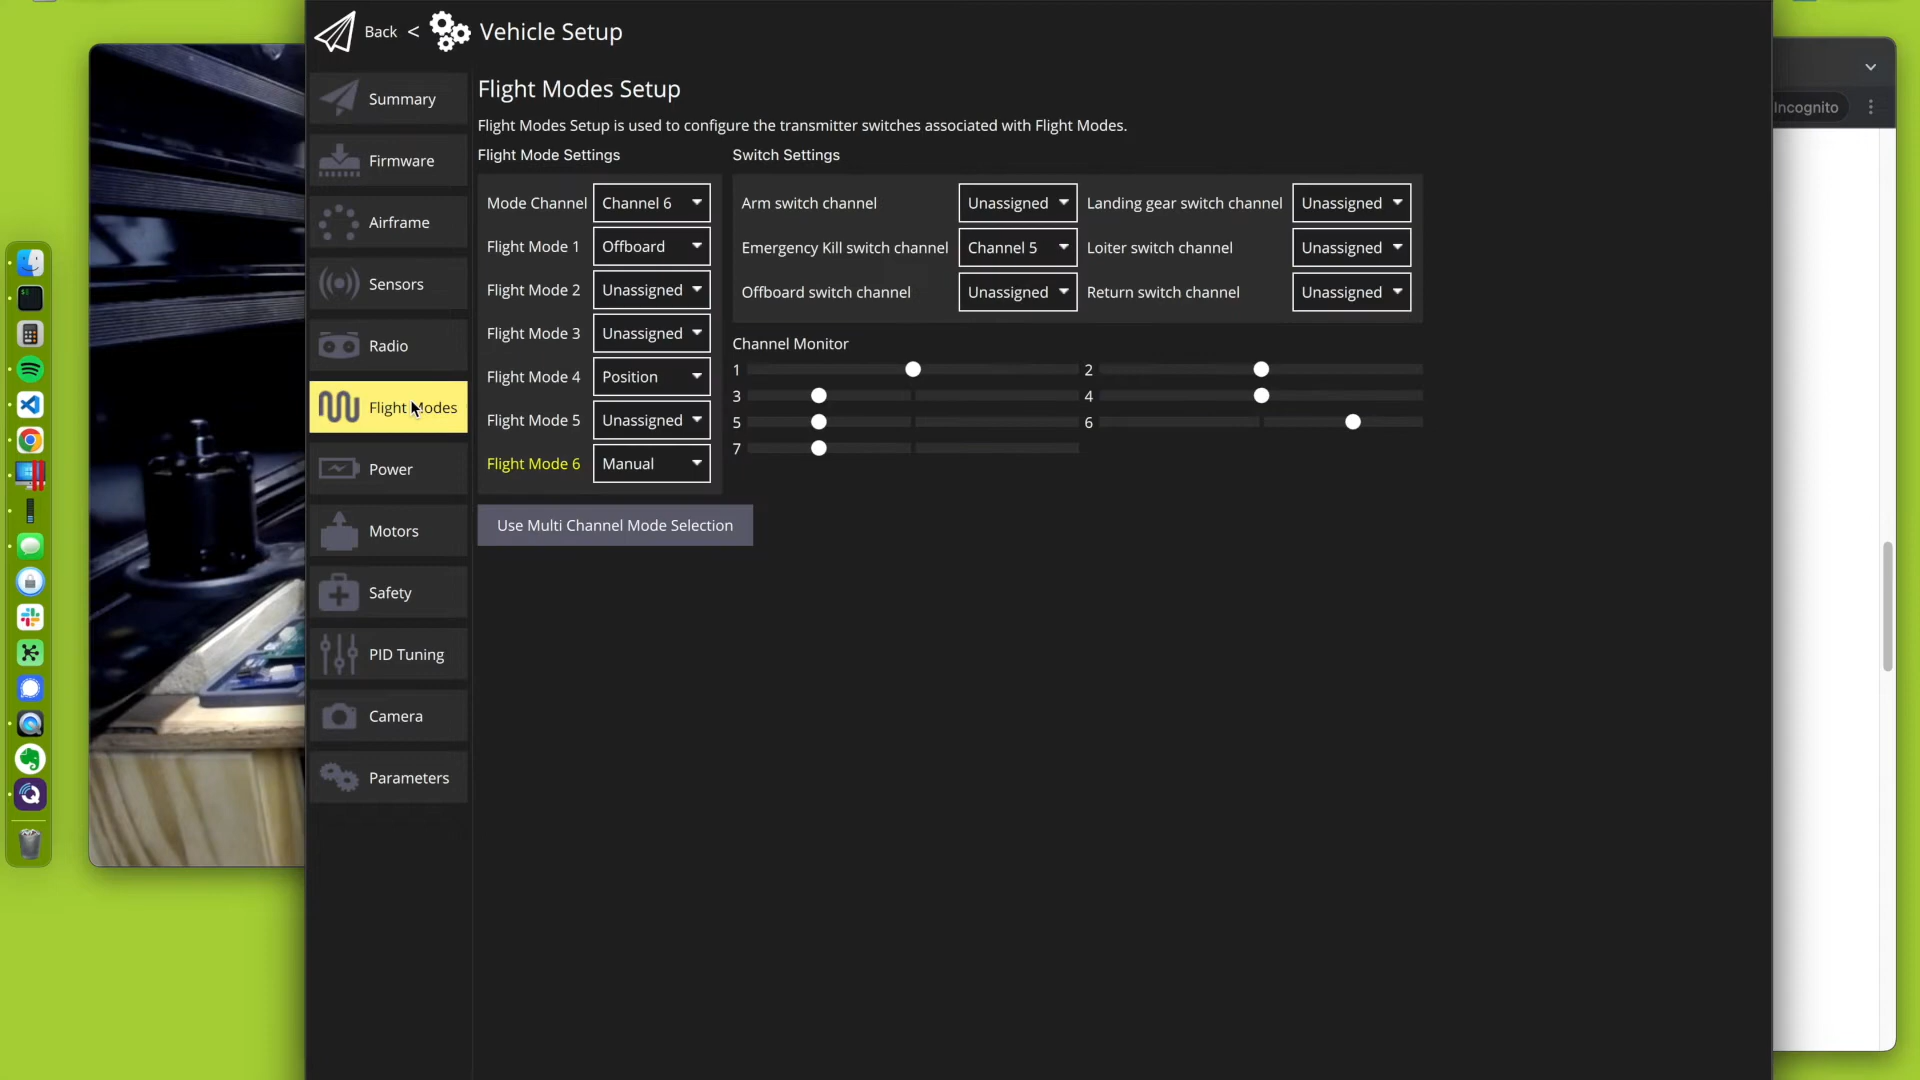 Back < Vehicle Setup
Summary
Firmware
Airframe
Sensors
Radio
Flight Modes
Power
Motors
Safety
PID Tuning
Camera
Parameters
Flight Modes Setup
Flight Modes Setup is used to configure the transmitter switches associated with Flight Modes.
Flight Mode Settings
Mode Channel Channel 6
Flight Mode 1 Offboard
Flight Mode 2 Unassigned
Flight Mode 3 Unassigned
Flight Mode 4 Position
Flight Mode 5 Unassigned
Flight Mode 6 Manual
Use Multi Channel Mode Selection
Switch Settings
Arm switch channel Unassigned Landing gear switch channel Unassigned
Emergency Kill switch channel Channel 5 Loiter switch channel Unassigned
Offboard switch channel Unassigned Return switch channel Unassigned
Channel Monitor
1 2
3 4
5 6
7
Incognito